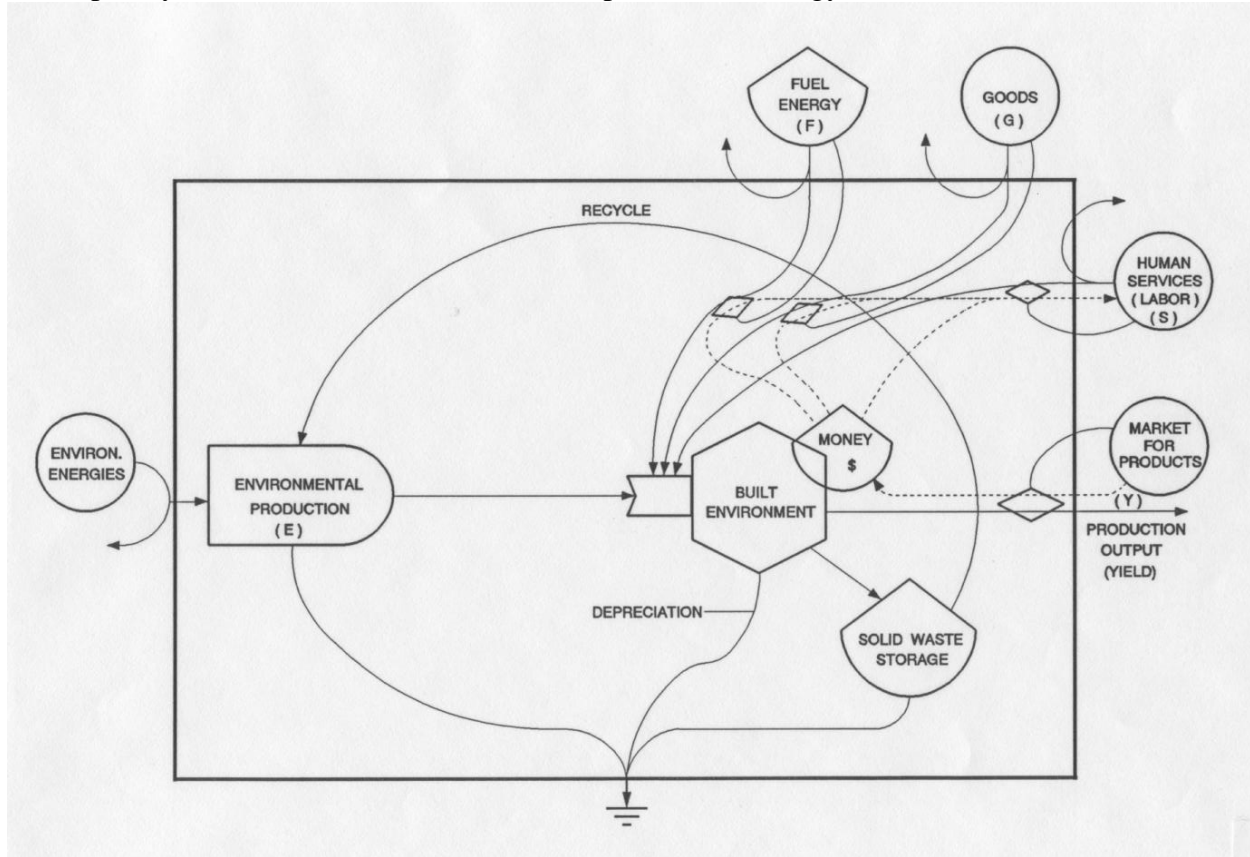 FUEL
ENERGY
( F )
GOODS
( G )
RECYCLE
HUMAN
SERVICES
( LABOR )
( S )
ENVIRON.
ENERGIES
ENVIRONMENTAL
PRODUCTION
( E )
MONEY
$
BUILT
ENVIRONMENT
MARKET
FOR
PRODUCTS
( Y )
PRODUCTION
OUTPUT
(YIELD)
DEPRECIATION
SOLID WASTE
STORAGE